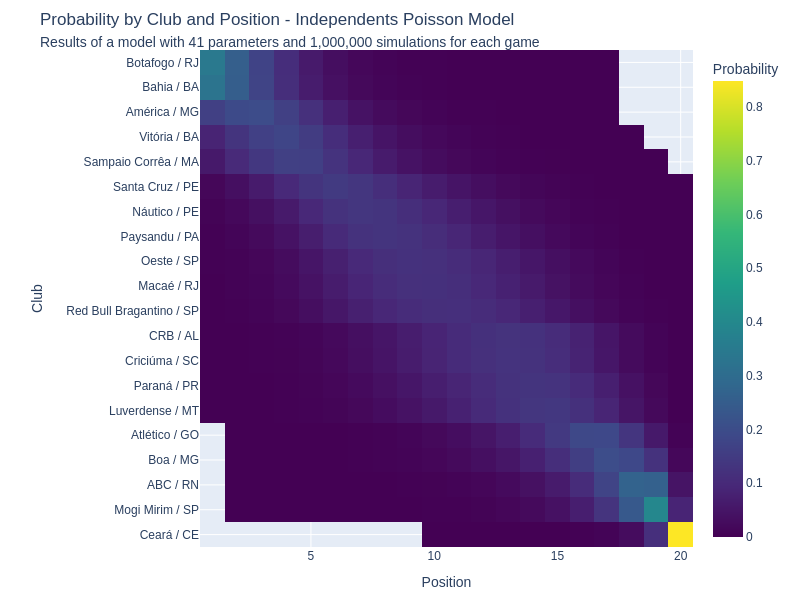 Probability by Club and Position - Independents Poisson Model
Results of a model with 41 parameters and 1,000,000 simulations for each game
Probability
Club
Botafogo / RJ
Bahia / BA
América / MG
Vitória / BA
Sampaio Corrêa / MA
Santa Cruz / PE
Náutico / PE
Paysandu / PA
Oeste / SP
Macaé / RJ
Red Bull Bragantino / SP
CRB / AL
Criciúma / SC
Paraná / PR
Luverdense / MT
Atlético / GO
Boa / MG
ABC / RN
Mogi Mirim / SP
Ceará / CE
0.8
0.7
0.6
0.5
0.4
0.3
0.2
0.1
0
5 10 15 20
Position